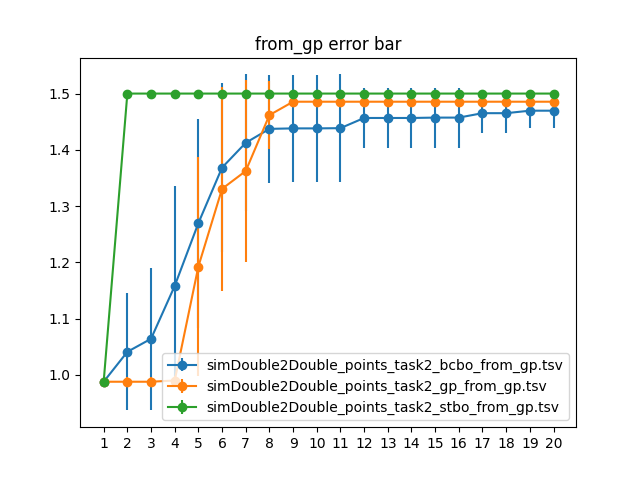 from_gp error bar
1.5
1.4
1.3
1.2
1.1
1.0
simDouble2Double_points_task2_bcbo_from_gp.tsv
simDouble2Double_points_task2_gp_from_gp.tsv
simDouble2Double_points_task2_stbo_from_gp.tsv
1 2 3 4 5 6 7 8 9 10 11 12 13 14 15 16 17 18 19 20